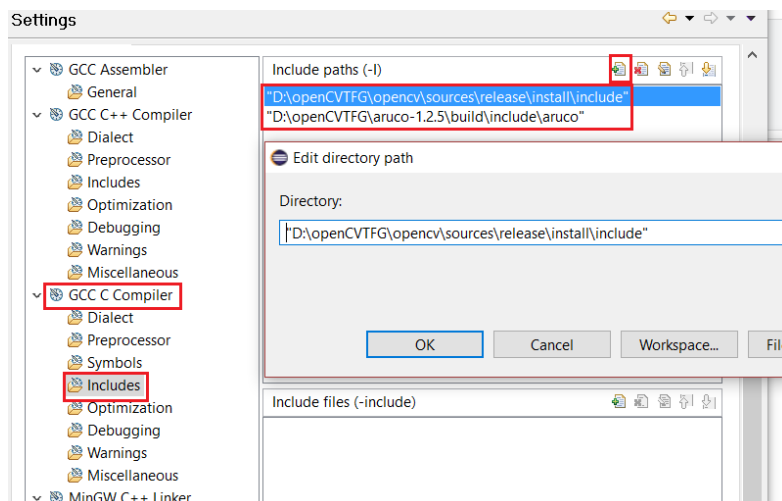 Settings
GCC Assembler
General
GCC C++ Compiler
Dialect
Preprocessor
Includes
Optimization
Debugging
Warnings
Miscellaneous
GCC C Compiler
Dialect
Preprocessor
Symbols
Includes
Optimization
Debugging
Warnings
Miscellaneous
MinGW C++ Linker
Include paths (-I)
"D:\openCVTFG\opencv\sources\release\install\include"
"D:\openCVTFG\aruco-1.2.5\build\include\aruco"
Edit directory path
Directory:
"D:\openCVTFG\opencv\sources\release\install\include"
OK Cancel Workspace...
Include files (-include)